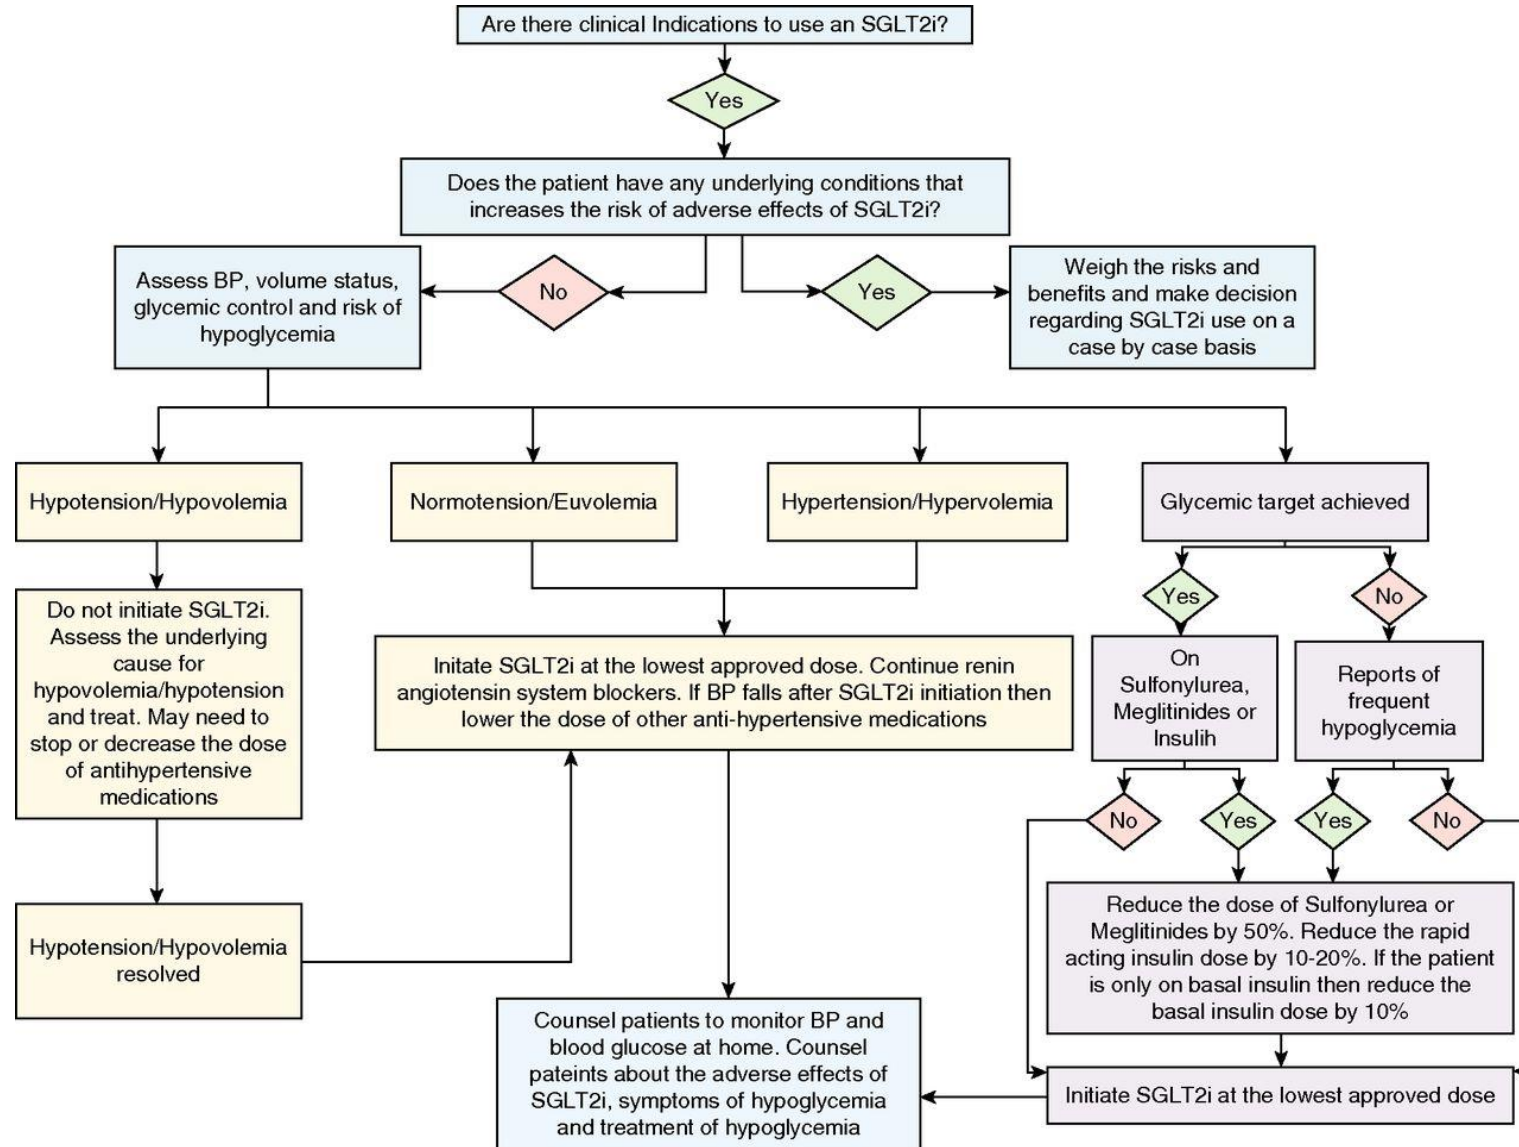 Are there clinical Indications to use an SGLT2i?
Yes
Does the patient have any underlying conditions that
increases the risk of adverse effects of SGLT2i?
Assess BP, volume status,
glycemic control and risk of
hypoglycemia
No
Yes
Weigh the risks and
benefits and make decision
regarding SGLT2i use on a
case by case basis
Hypotension/Hypovolemia
Normotension/Euvolemia
Hypertension/Hypervolemia
Glycemic target achieved
Yes
No
Do not initiate SGLT2i.
Assess the underlying
cause for
hypovolemia/hypotension
and treat. May need to
stop or decrease the dose
of antihypertensive
medications
Initate SGLT2i at the lowest approved dose. Continue renin
angiotensin system blockers. If BP falls after SGLT2i initiation then
lower the dose of other anti-hypertensive medications
On
Sulfonylurea,
Meglitinides or
Insulih
Reports of
frequent
hypoglycemia
No
Yes
Yes
No
Hypotension/Hypovolemia
resolved
Reduce the dose of Sulfonylurea or
Meglitinides by 50%. Reduce the rapid
acting insulin dose by 10-20%. If the patient
is only on basal insulin then reduce the
basal insulin dose by 10%
Counsel patients to monitor BP and
blood glucose at home. Counsel
pateints about the adverse effects of
SGLT2i, symptoms of hypoglycemia
and treatment of hypoglycemia
Initiate SGLT2i at the lowest approved dose